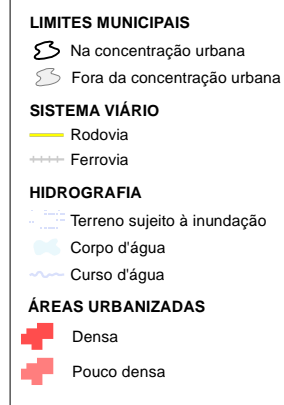 LIMITES MUNICIPAIS
Na concentração urbana
Fora da concentração urbana
SISTEMA VIÁRIO
Rodovia
Ferrovia
HIDROGRAFIA
Terreno sujeito à inundação
Corpo d'água
Curso d'água
ÁREAS URBANIZADAS
Densa
Pouco densa